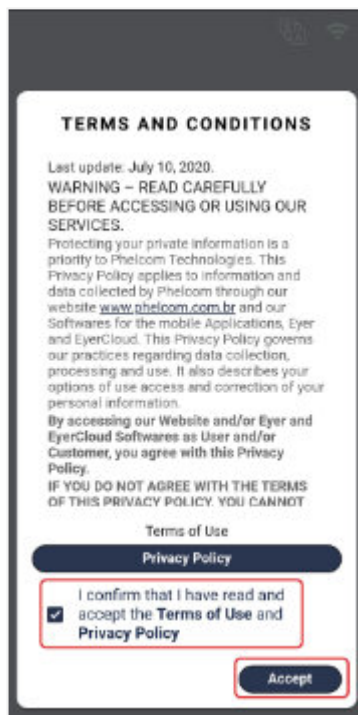 TERMS AND CONDITIONS
Last update: July 10, 2020.
WARNING – READ CAREFULLY
BEFORE ACCESSING OR USING OUR
SERVICES.
Protecting your private information is a
priority to Phelcom Technologies. This
Privacy Policy applies to information and
data collected by Phelcom through our
website www.phelcom.com.br and our
Softwares for the mobile Applications, Eyer
and EyerCloud. This Privacy Policy governs
our practices regarding data collection,
processing and use. It also describes your
options of use access and correction of your
personal information.
By accessing our Website and/or Eyer and
EyerCloud Softwares as User and/or
Customer, you agree with this Privacy
Policy.
IF YOU DO NOT AGREE WITH THE TERMS
OF THIS PRIVACY POLICY, YOU CANNOT
Terms of Use
Privacy Policy
I confirm that I have read and
accept the Terms of Use and
Privacy Policy
Accept